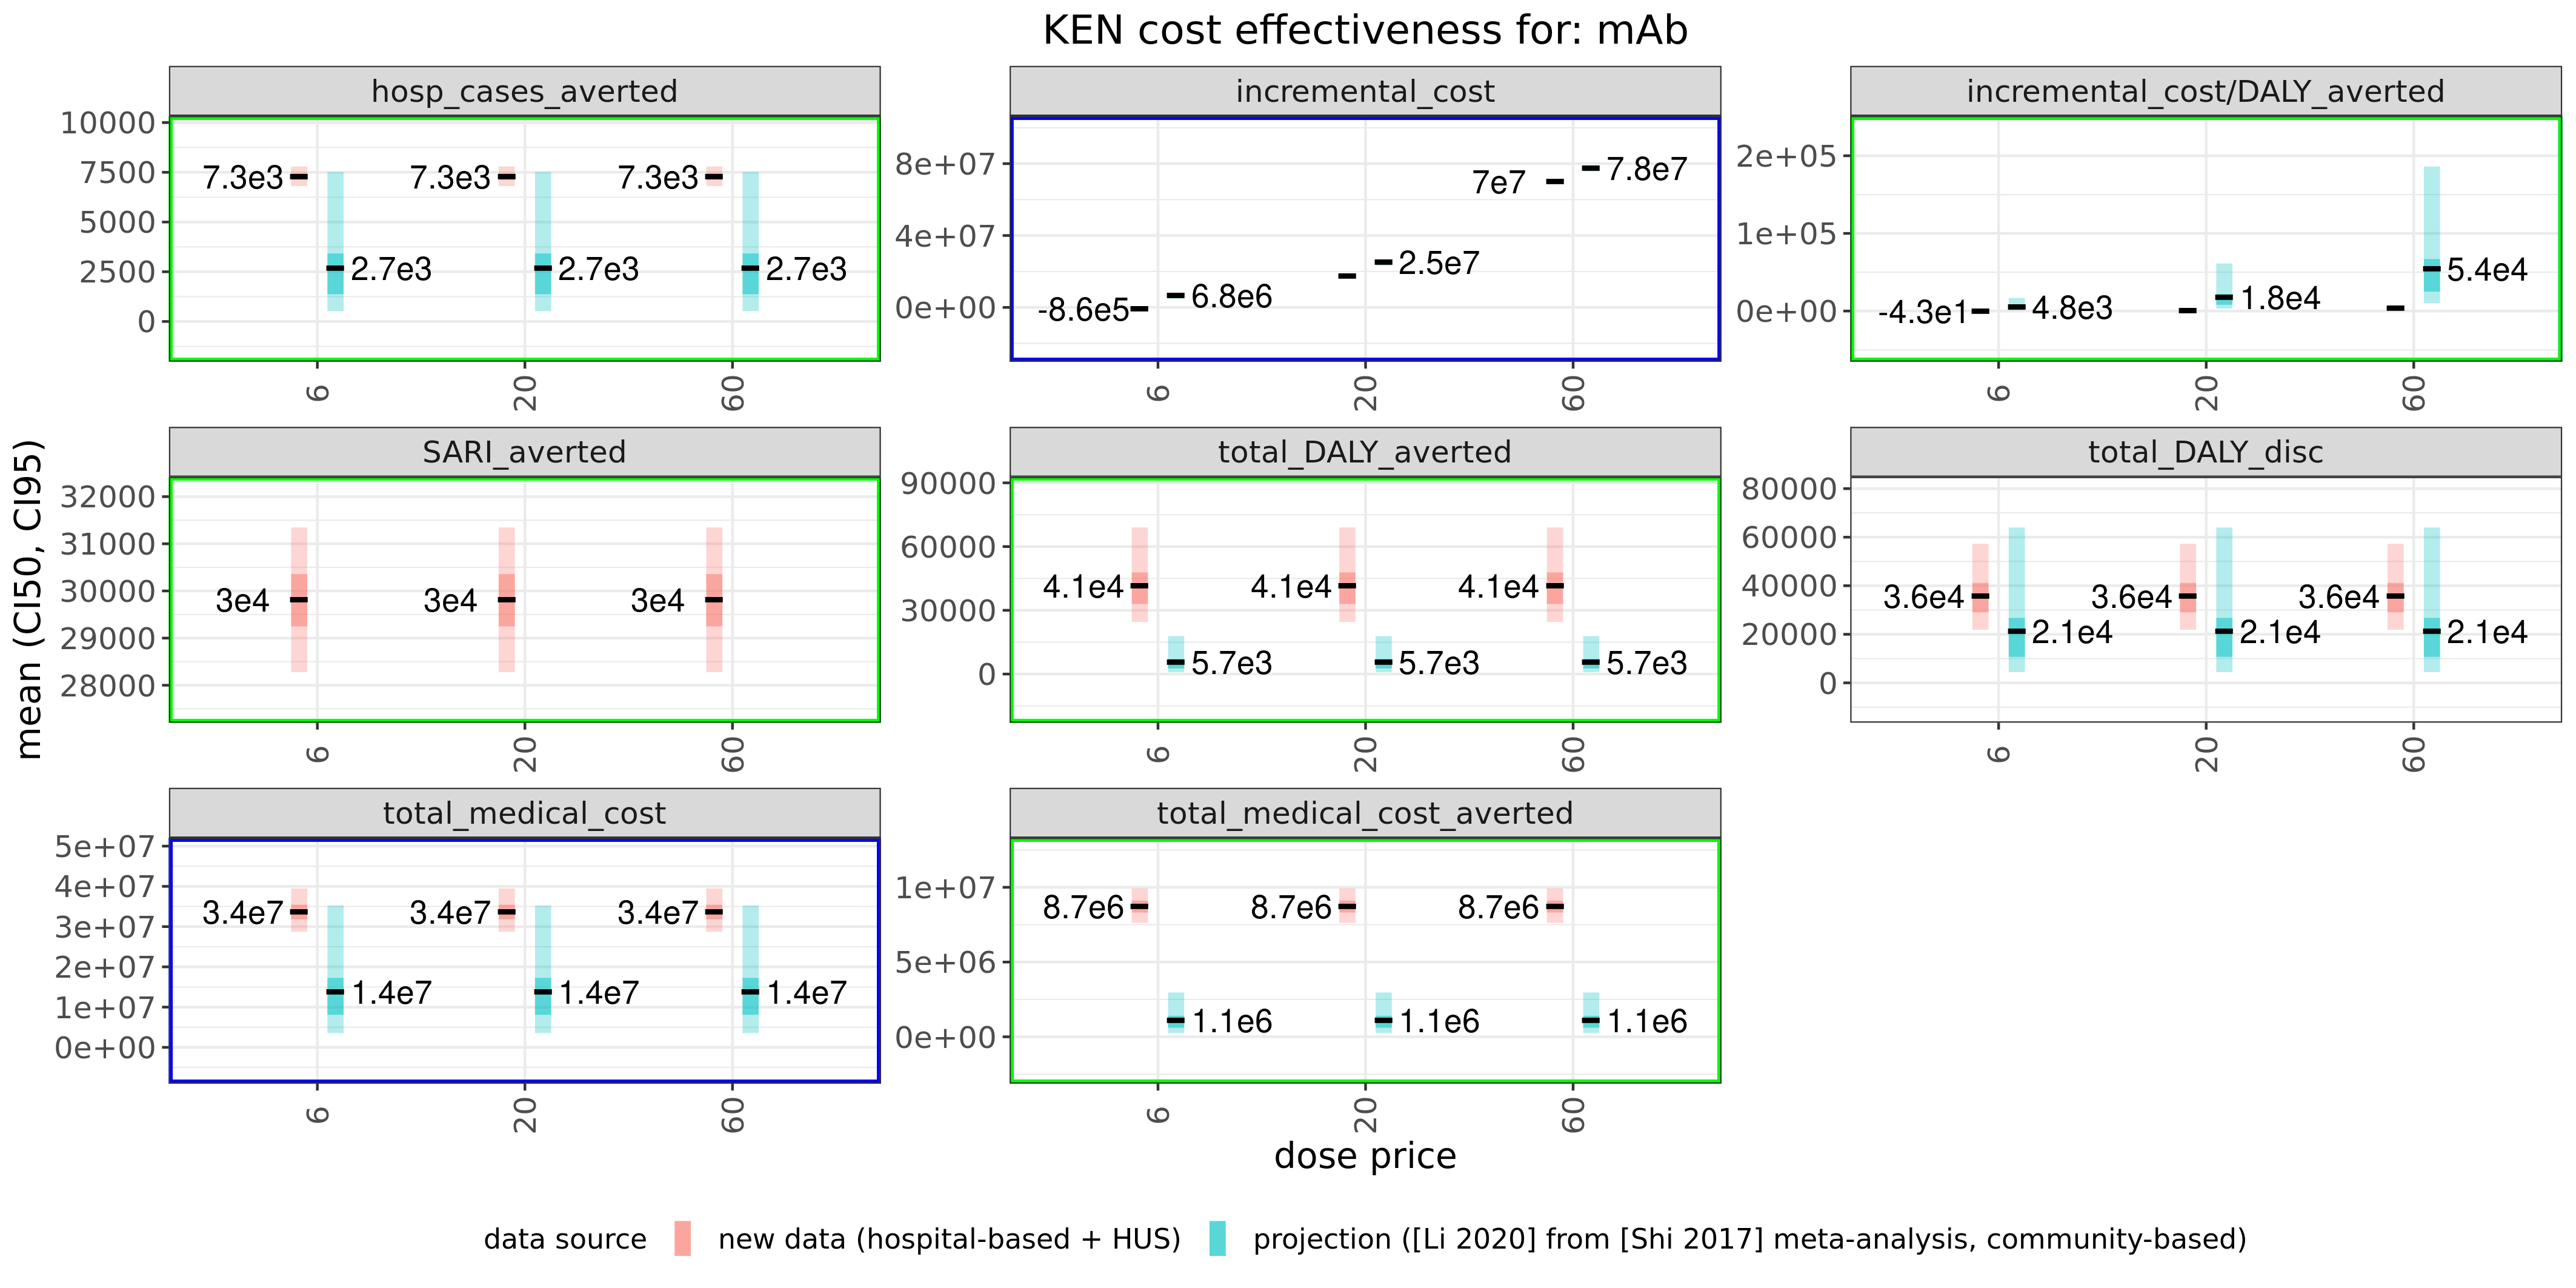 KEN cost effectiveness for: mAb
hosp_cases_averted
incremental_cost
incremental_cost/DALY_averted
10000
7500
5000
2500
0
7.3e3
7.3e3
7.3e3
2.7e3
2.7e3
2.7e3
6
20
60
8e+07
4e+07
0e+00
-8.6e5
6.8e6
2.5e7
7e7
7.8e7
6
20
60
2e+05
1e+05
0e+00
-4.3e1
4.8e3
1.8e4
5.4e4
6
20
60
mean (CI50, CI95)
SARI_averted
total_DALY_averted
total_DALY_disc
32000
31000
30000
29000
28000
3e4
3e4
3e4
6
20
60
90000
60000
30000
0
4.1e4
4.1e4
4.1e4
5.7e3
5.7e3
5.7e3
6
20
60
80000
60000
40000
20000
0
3.6e4
3.6e4
3.6e4
2.1e4
2.1e4
2.1e4
6
20
60
total_medical_cost
total_medical_cost_averted
5e+07
4e+07
3e+07
2e+07
1e+07
0e+00
3.4e7
3.4e7
3.4e7
1.4e7
1.4e7
1.4e7
6
20
60
1e+07
5e+06
0e+00
8.7e6
8.7e6
8.7e6
1.1e6
1.1e6
1.1e6
6
20
60
dose price
data source
new data (hospital-based + HUS)
projection ([Li 2020] from [Shi 2017] meta-analysis, community-based)